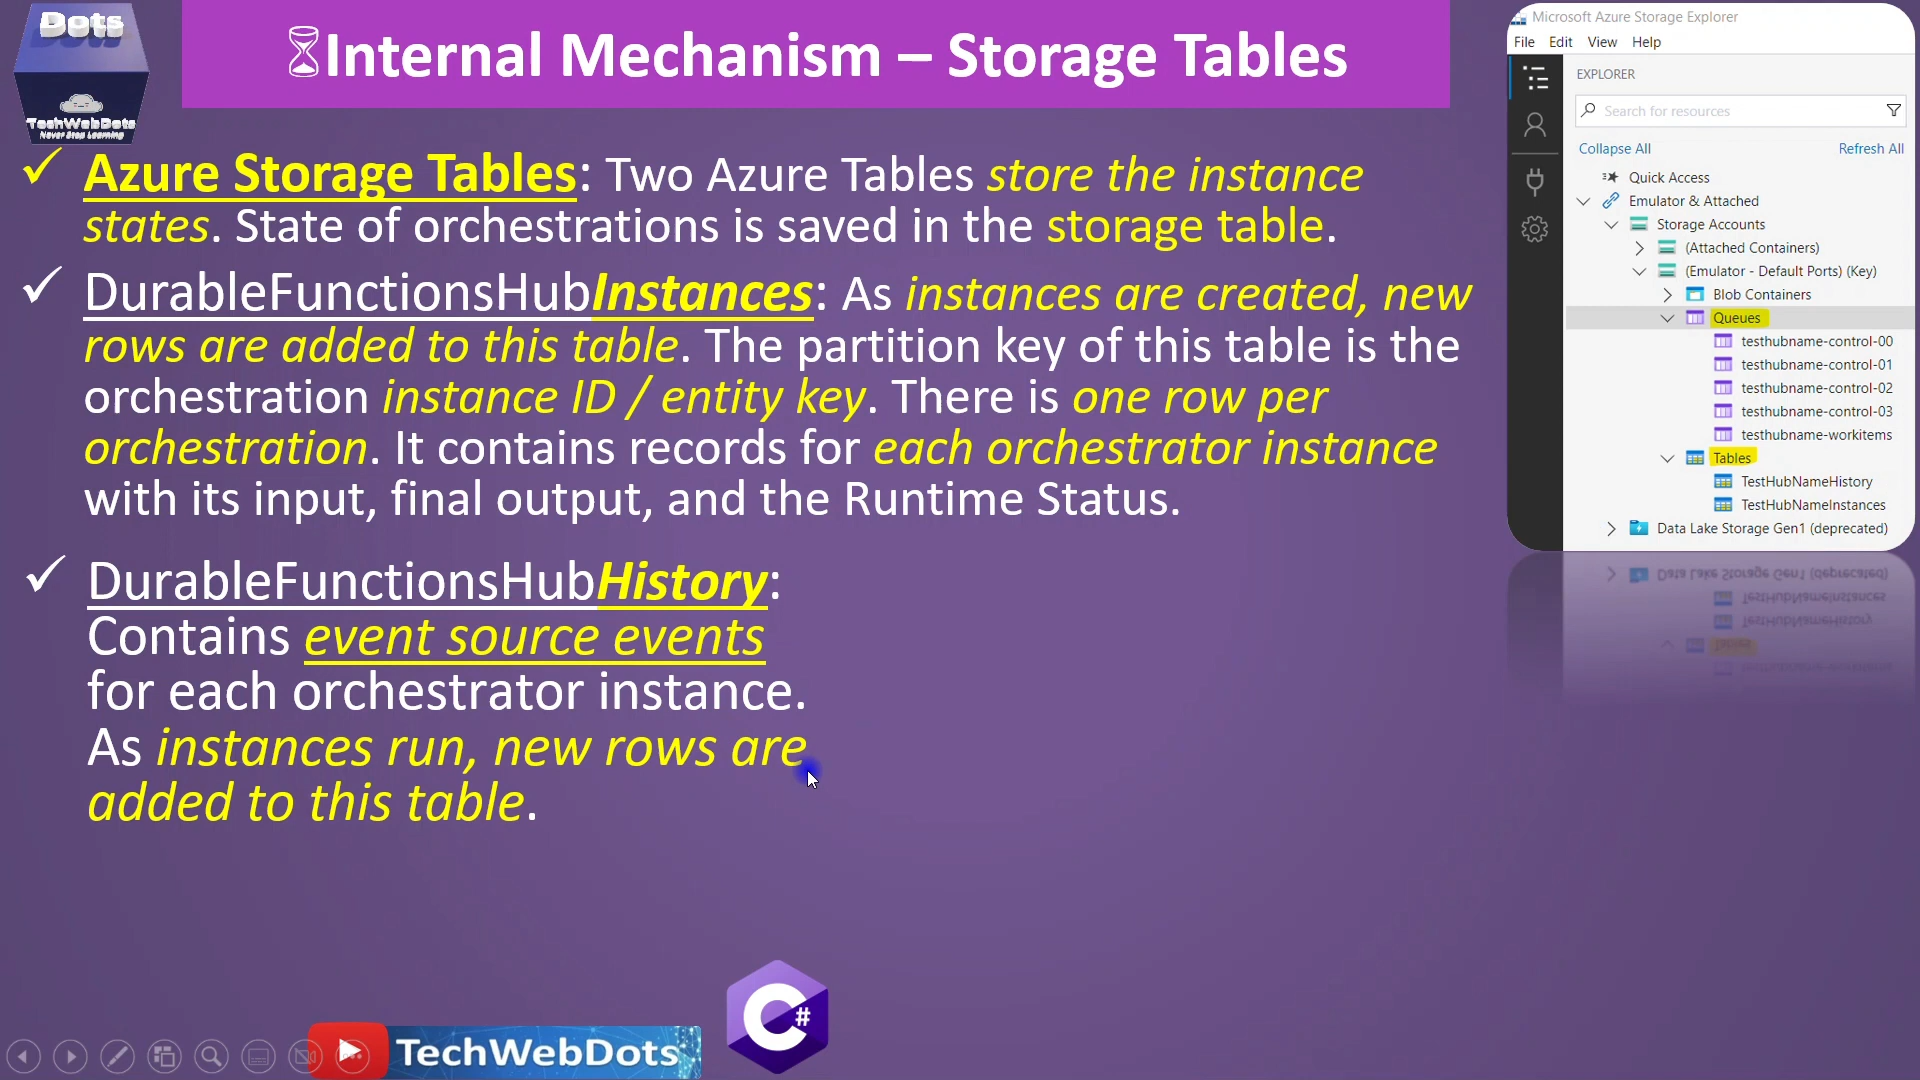 Dots
TechWebDots
Never Stop Learning
⏳Internal Mechanism – Storage Tables
✓ Azure Storage Tables: Two Azure Tables store the instance
states. State of orchestrations is saved in the storage table.
✓ DurableFunctionsHubInstances: As instances are created, new
rows are added to this table. The partition key of this table is the
orchestration instance ID / entity key. There is one row per
orchestration. It contains records for each orchestrator instance
with its input, final output, and the Runtime Status.
✓ DurableFunctionsHubHistory:
Contains event source events
for each orchestrator instance.
As instances run, new rows are
added to this table.
Microsoft Azure Storage Explorer
File Edit View Help
EXPLORER
Search for resources
Collapse All Refresh All
Quick Access
Emulator & Attached
Storage Accounts
(Attached Containers)
(Emulator - Default Ports) (Key)
Blob Containers
Queues
testhubname-control-00
testhubname-control-01
testhubname-control-02
testhubname-control-03
testhubname-workitems
Tables
TestHubNameHistory
TestHubNameInstances
Data Lake Storage Gen1 (deprecated)
TechWebDots
C#